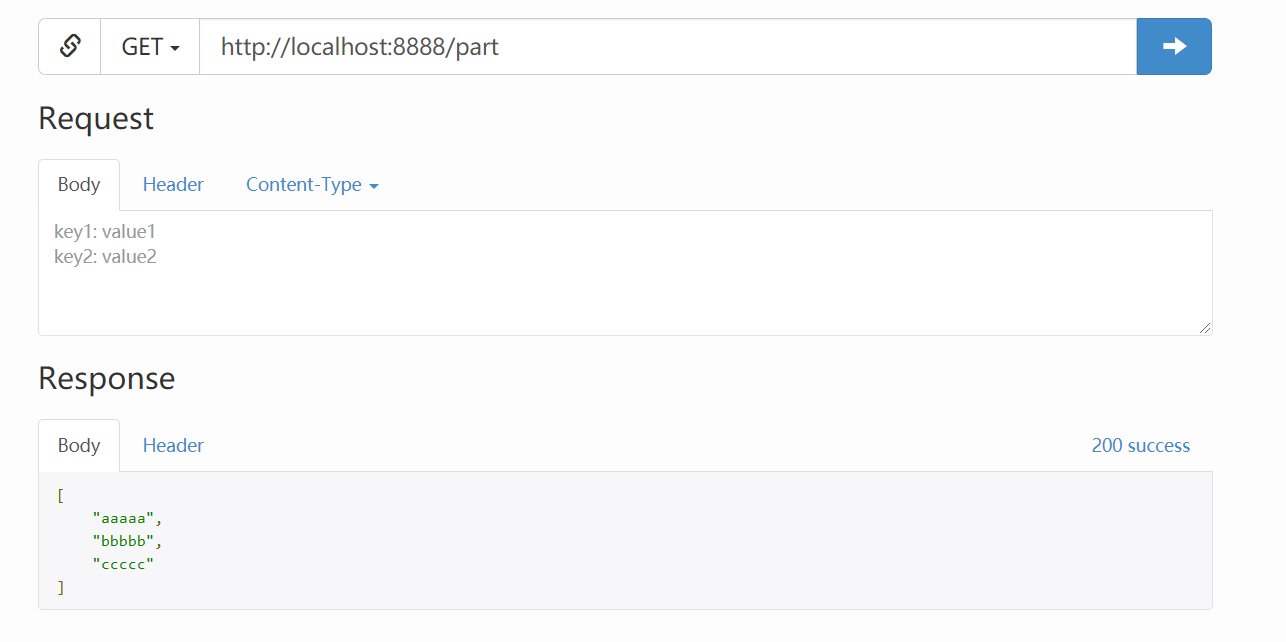 GET http://localhost:8888/part
Request
Body Header Content-Type
key1: value1
key2: value2
Response
Body Header 200 success
[
"aaaaa",
"bbbbb",
"ccccc"
]